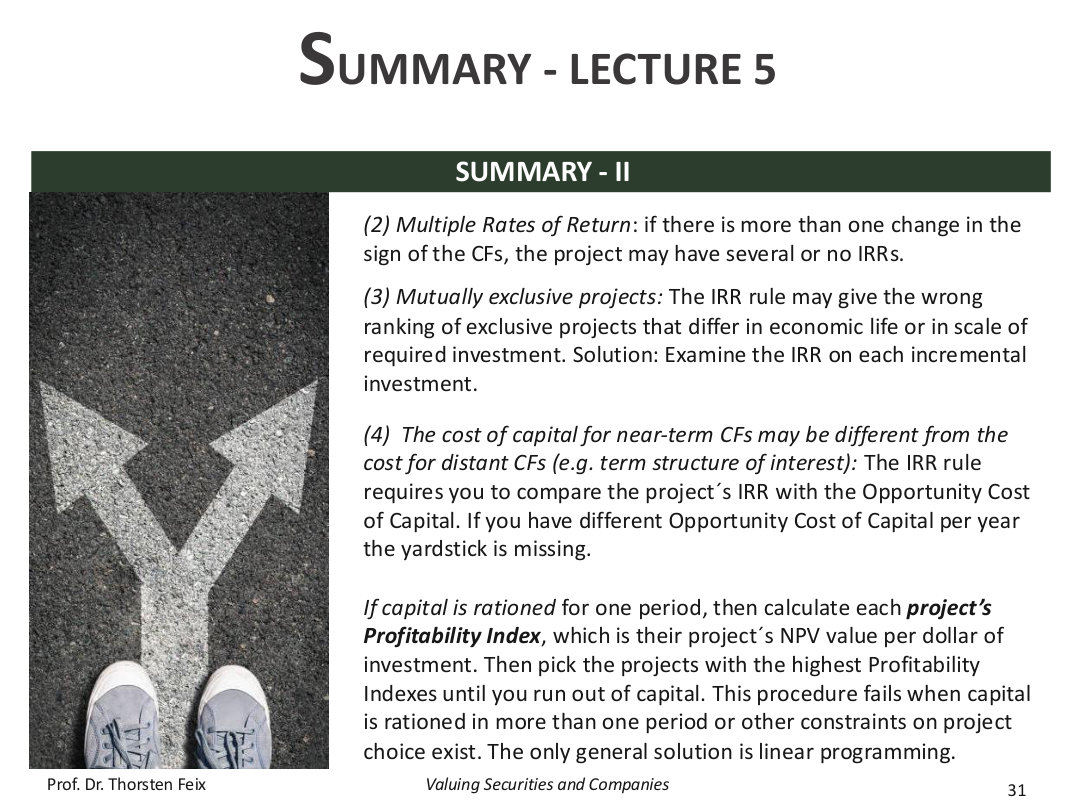 SUMMARY - LECTURE 5
SUMMARY - II
(2) Multiple Rates of Return: if there is more than one change in the
sign of the CFs, the project may have several or no IRRs.
(3) Mutually exclusive projects: The IRR rule may give the wrong
ranking of exclusive projects that differ in economic life or in scale of
required investment. Solution: Examine the IRR on each incremental
investment.
(4)  The cost of capital for near-term CFs may be different from the
cost for distant CFs (e.g. term structure of interest): The IRR rule
requires you to compare the project´s IRR with the Opportunity Cost
of Capital. If you have different Opportunity Cost of Capital per year
the yardstick is missing.
If capital is rationed for one period, then calculate each project’s
Profitability Index, which is their project´s NPV value per dollar of
investment. Then pick the projects with the highest Profitability
Indexes until you run out of capital. This procedure fails when capital
is rationed in more than one period or other constraints on project
choice exist. The only general solution is linear programming.
Prof. Dr. Thorsten Feix
Valuing Securities and Companies
31